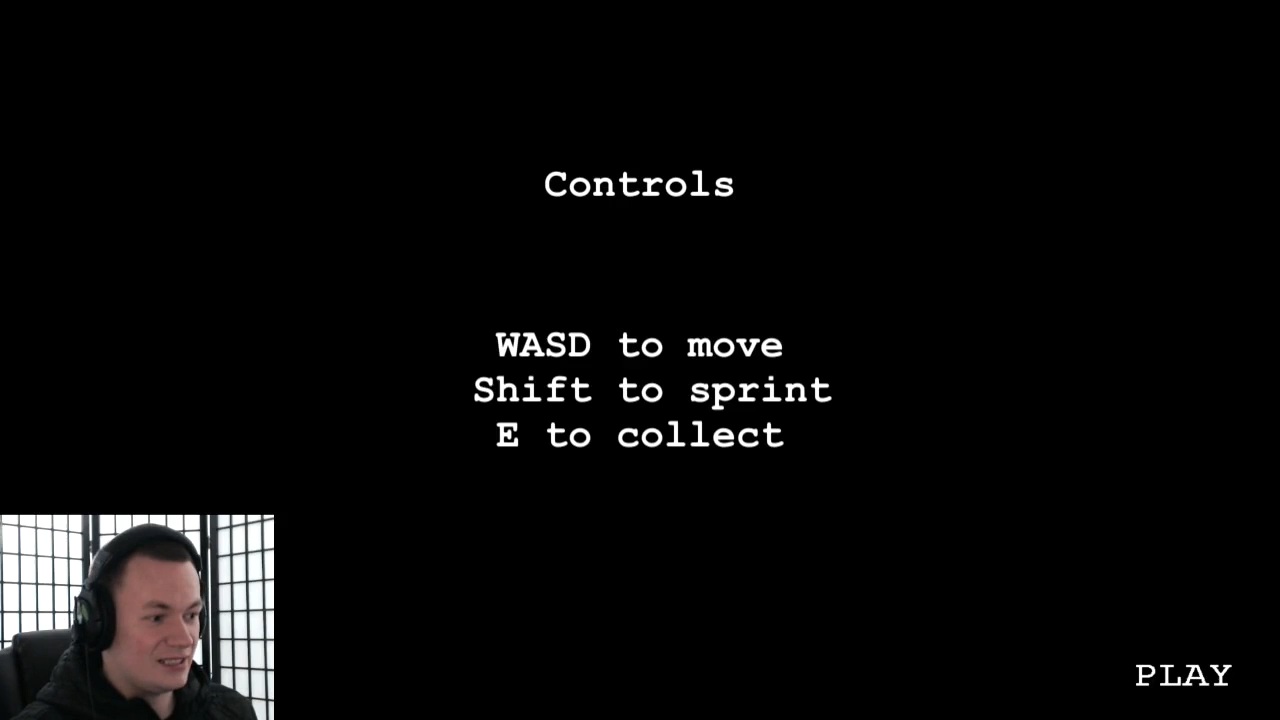 Controls
WASD to move
Shift to sprint
E to collect
PLAY